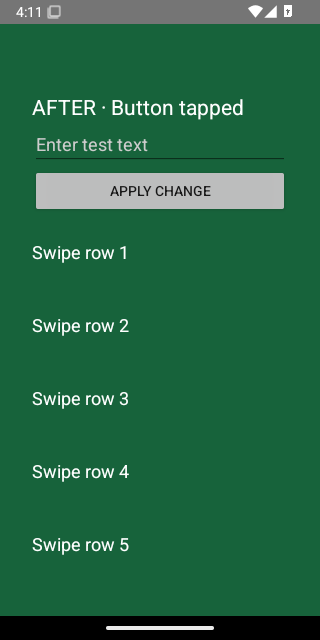 4:11
AFTER · Button tapped
Enter test text
APPLY CHANGE
Swipe row 1
Swipe row 2
Swipe row 3
Swipe row 4
Swipe row 5